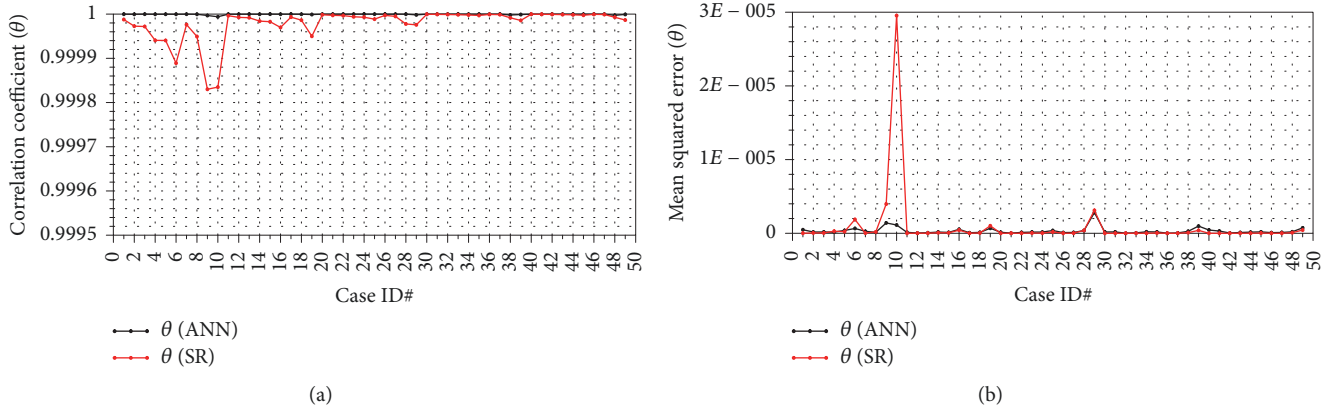 Correlation coefficient (θ)
1
0.9999
0.9998
0.9997
0.9996
0.9995
0 2 4 6 8 10 12 14 16 18 20 22 24 26 28 30 32 34 36 38 40 42 44 46 48 50
Case ID#
θ (ANN)
θ (SR)
(a)
Mean squared error (θ)
3E − 005
2E − 005
1E − 005
0
0 2 4 6 8 10 12 14 16 18 20 22 24 26 28 30 32 34 36 38 40 42 44 46 48 50
Case ID#
θ (ANN)
θ (SR)
(b)